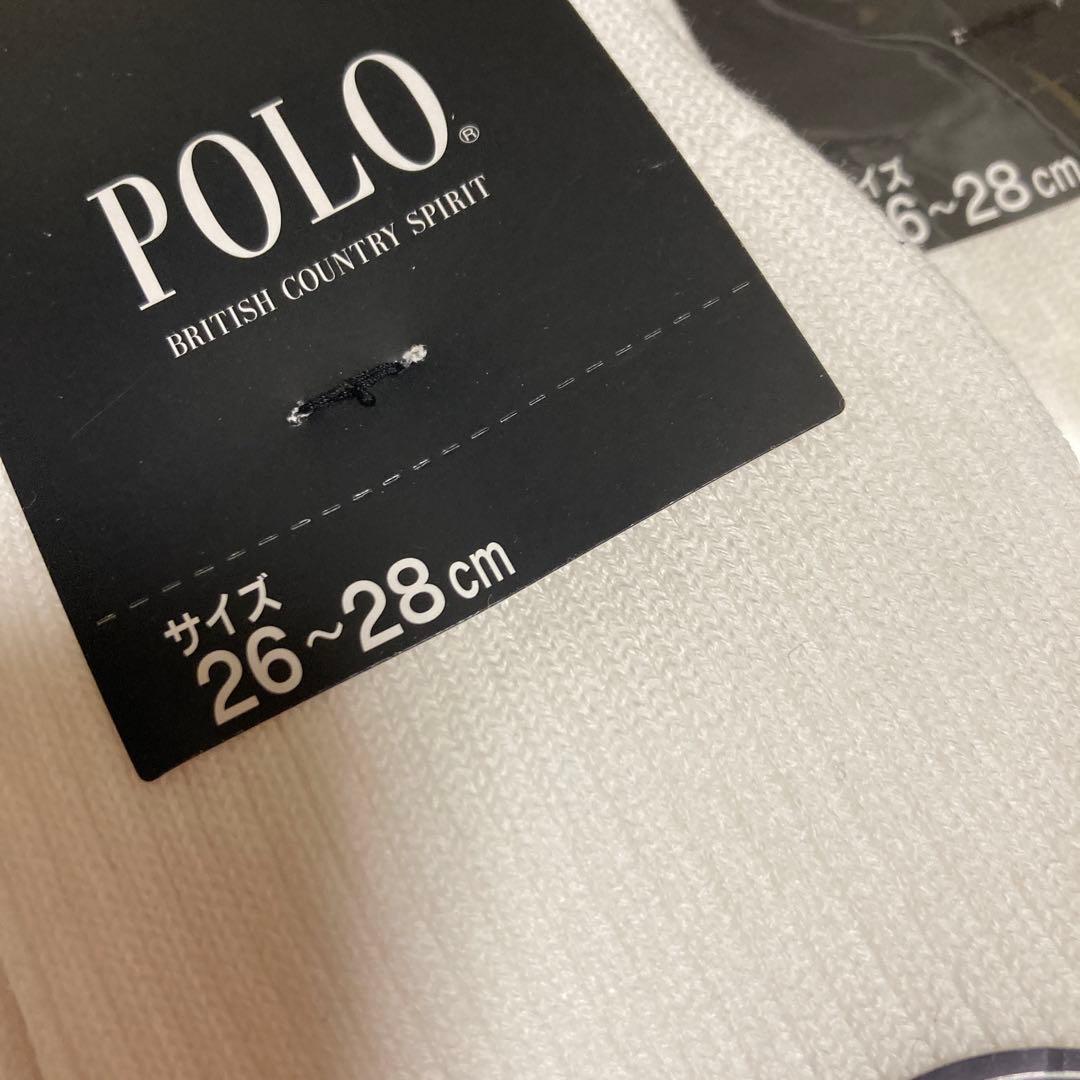 POLO®
BRITISH COUNTRY SPIRIT
サイズ
26~28cm
イズ
6~28cm